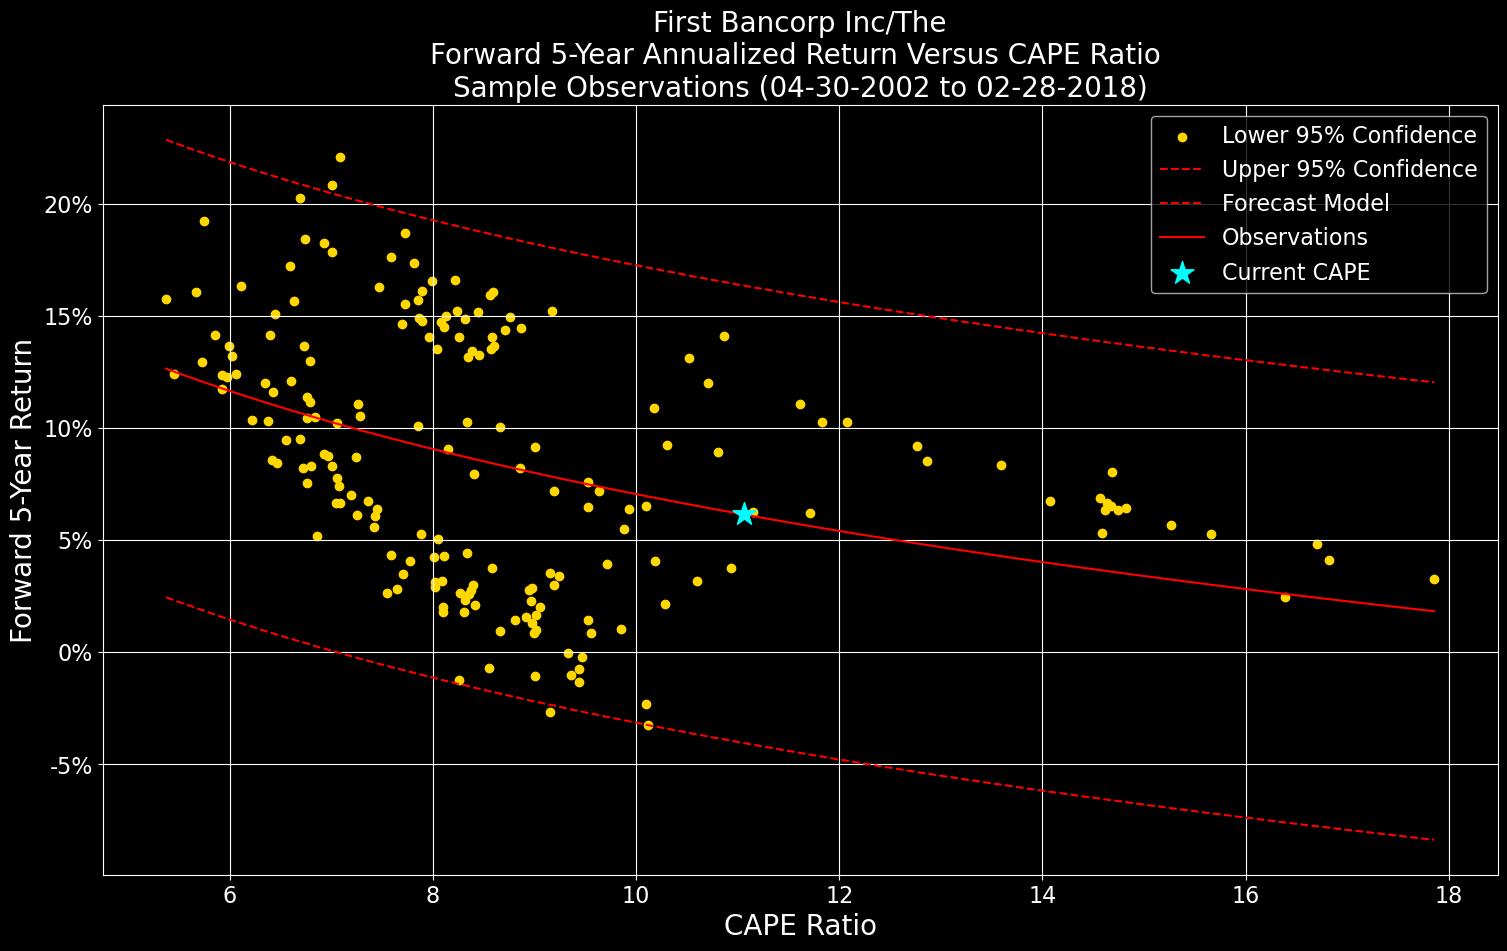 First Bancorp Inc/The
Forward 5-Year Annualized Return Versus CAPE Ratio
Sample Observations (04-30-2002 to 02-28-2018)
Lower 95% Confidence
Upper 95% Confidence
Forecast Model
Observations
Current CAPE
Forward 5-Year Return
20%
15%
10%
5%
0%
-5%
6 8 10 12 14 16 18
CAPE Ratio